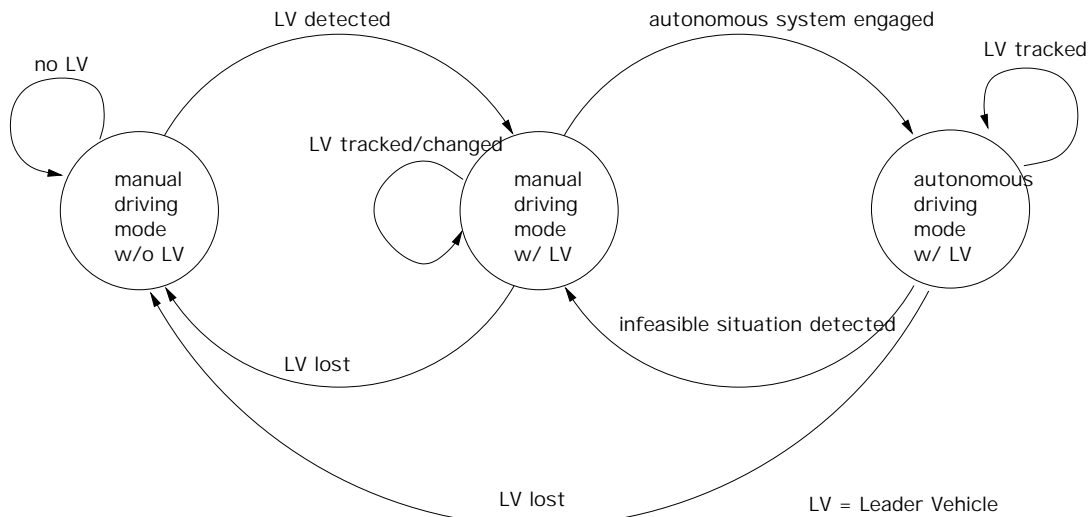 LV detected
autonomous system engaged
LV tracked
no LV
LV tracked/changed
manual
driving
mode
w/o LV
manual
driving
mode
w/ LV
autonomous
driving
mode
w/ LV
infeasible situation detected
LV lost
LV lost
LV = Leader Vehicle